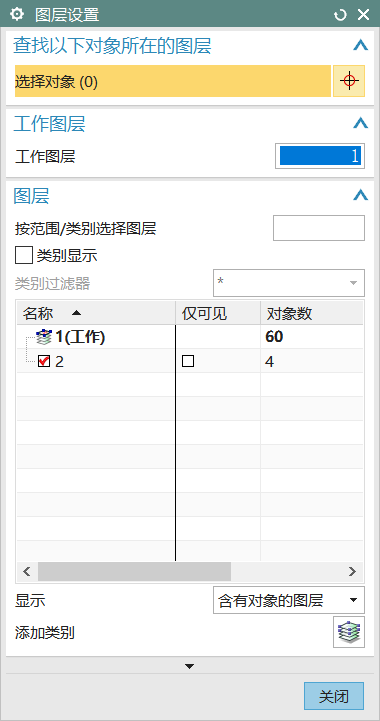 图层设置
查找以下对象所在的图层
选择对象 (0)
工作图层
工作图层 1
图层
按范围/类别选择图层
类别显示
类别过滤器 *
名称 仅可见 对象数
1(工作) 60
2 4
显示 含有对象的图层
添加类别
关闭